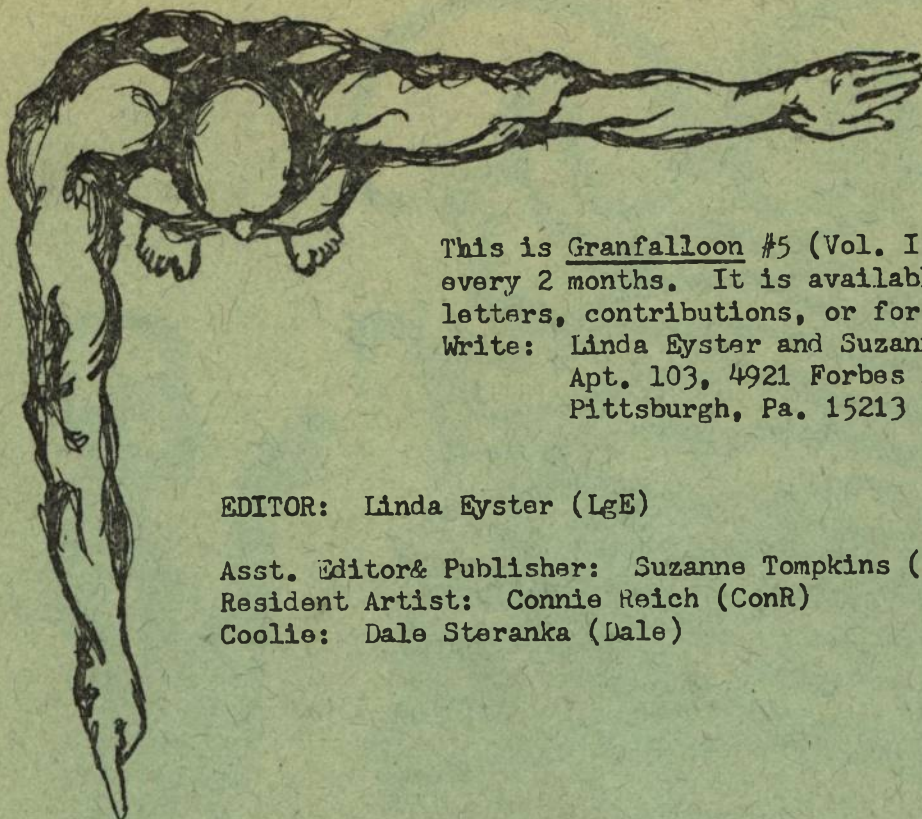 This is Granfalloon #5 (Vol. I
every 2 months. It is availab
letters, contributions, or for
Write: Linda Eyster and Suzan
Apt. 103, 4921 Forbes
Pittsburgh, Pa. 15213
EDITOR: Linda Eyster (LgE)
Asst. Editor& Publisher: Suzanne Tompkins (
Resident Artist: Connie Reich (ConR)
Coolie: Dale Steranka (Dale)